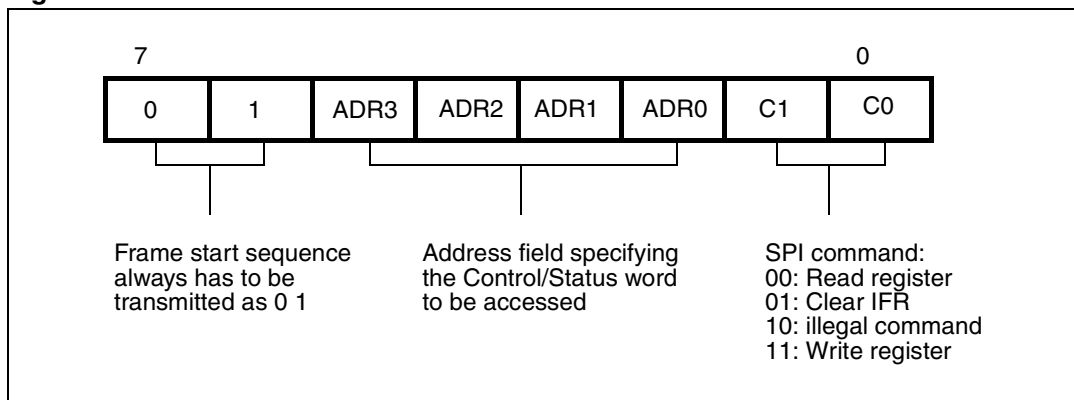 7 0
0 1 ADR3 ADR2 ADR1 ADR0 C1 C0
Frame start sequence
always has to be
transmitted as 0 1
Address field specifying
the Control/Status word
to be accessed
SPI command:
00: Read register
01: Clear IFR
10: illegal command
11: Write register